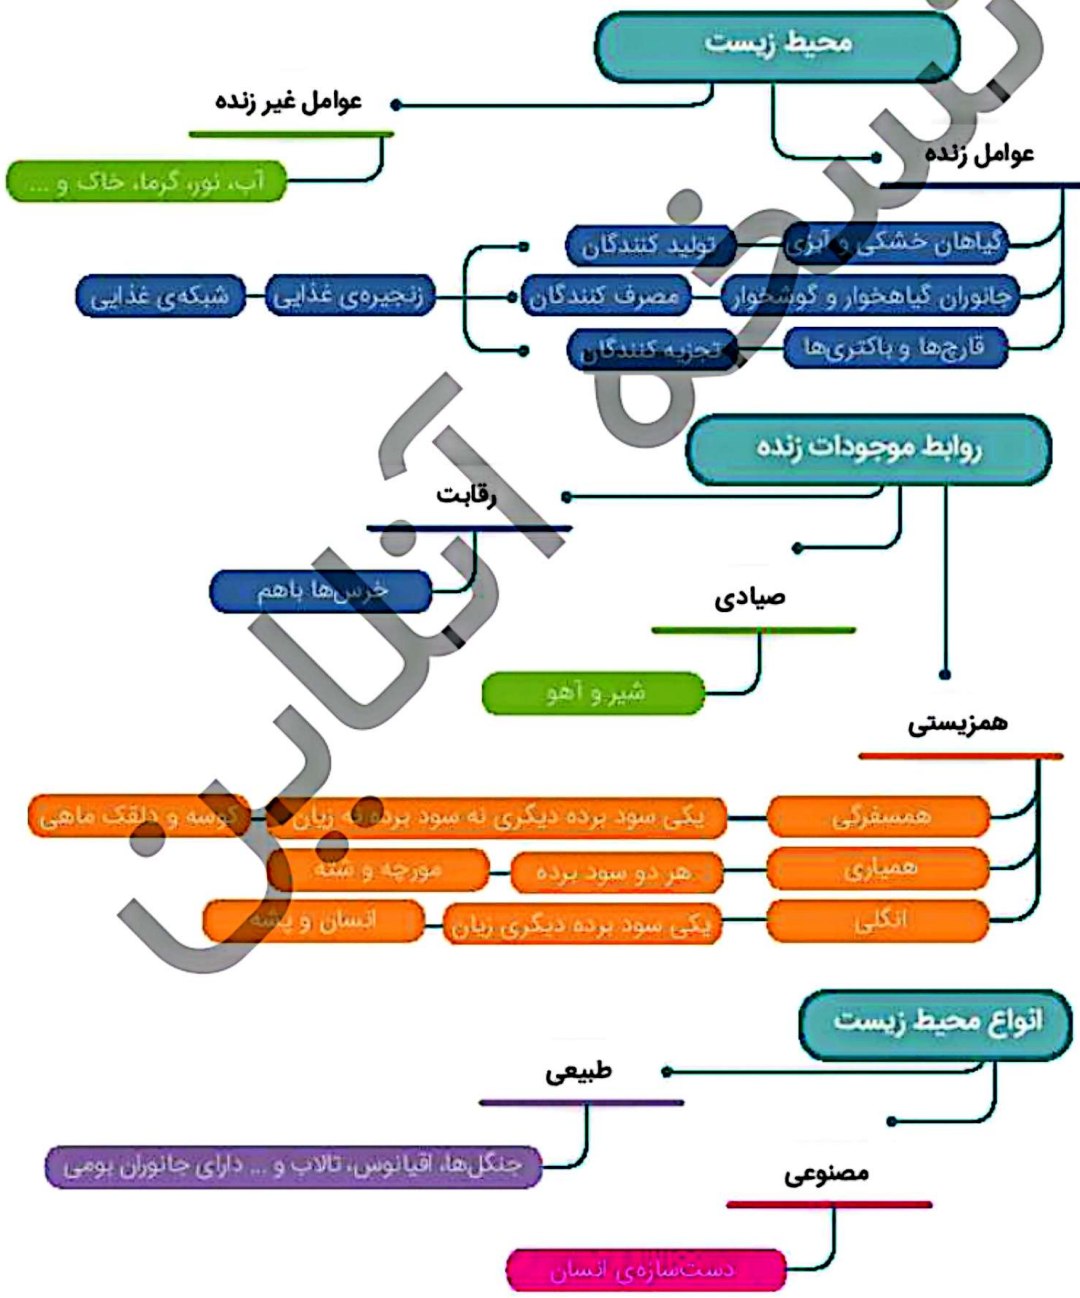 محیط زیست
عوامل غیر زنده
آب، نور، گرما، خاک و ...
عوامل زنده
گیاهان خشکی و آبزی
تولید کنندگان
جانوران گیاهخوار و گوشتخوار
مصرف کنندگان
زنجیره‌ی غذایی
شبکه‌ی غذایی
قارچ‌ها و باکتری‌ها
تجزیه کنندگان
روابط موجودات زنده
رقابت
خرس‌ها باهم
صیادی
شیر و آهو
همزیستی
همسفرگی
یکی سود برده دیگری نه سود برده نه زیان
کوسه و دلقک ماهی
همیاری
هر دو سود برده
مورچه و شته
انگلی
یکی سود برده دیگری زیان
انسان و پشه
انواع محیط زیست
طبیعی
جنگل‌ها، اقیانوس، تالاب و ... دارای جانوران بومی
مصنوعی
دست‌سازه‌ی انسان
نسخه آنلاین